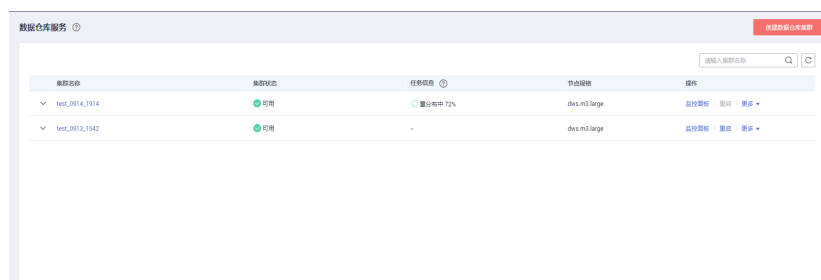 数据仓库服务
创建数据仓库集群
请输入集群名称
集群名称 集群状态 任务信息 节点规格 操作
test_0914_1914 可用 重分布中 72% dws.m3.large 监控面板 重启 更多
test_0913_1542 可用 - dws.m3.large 监控面板 重启 更多